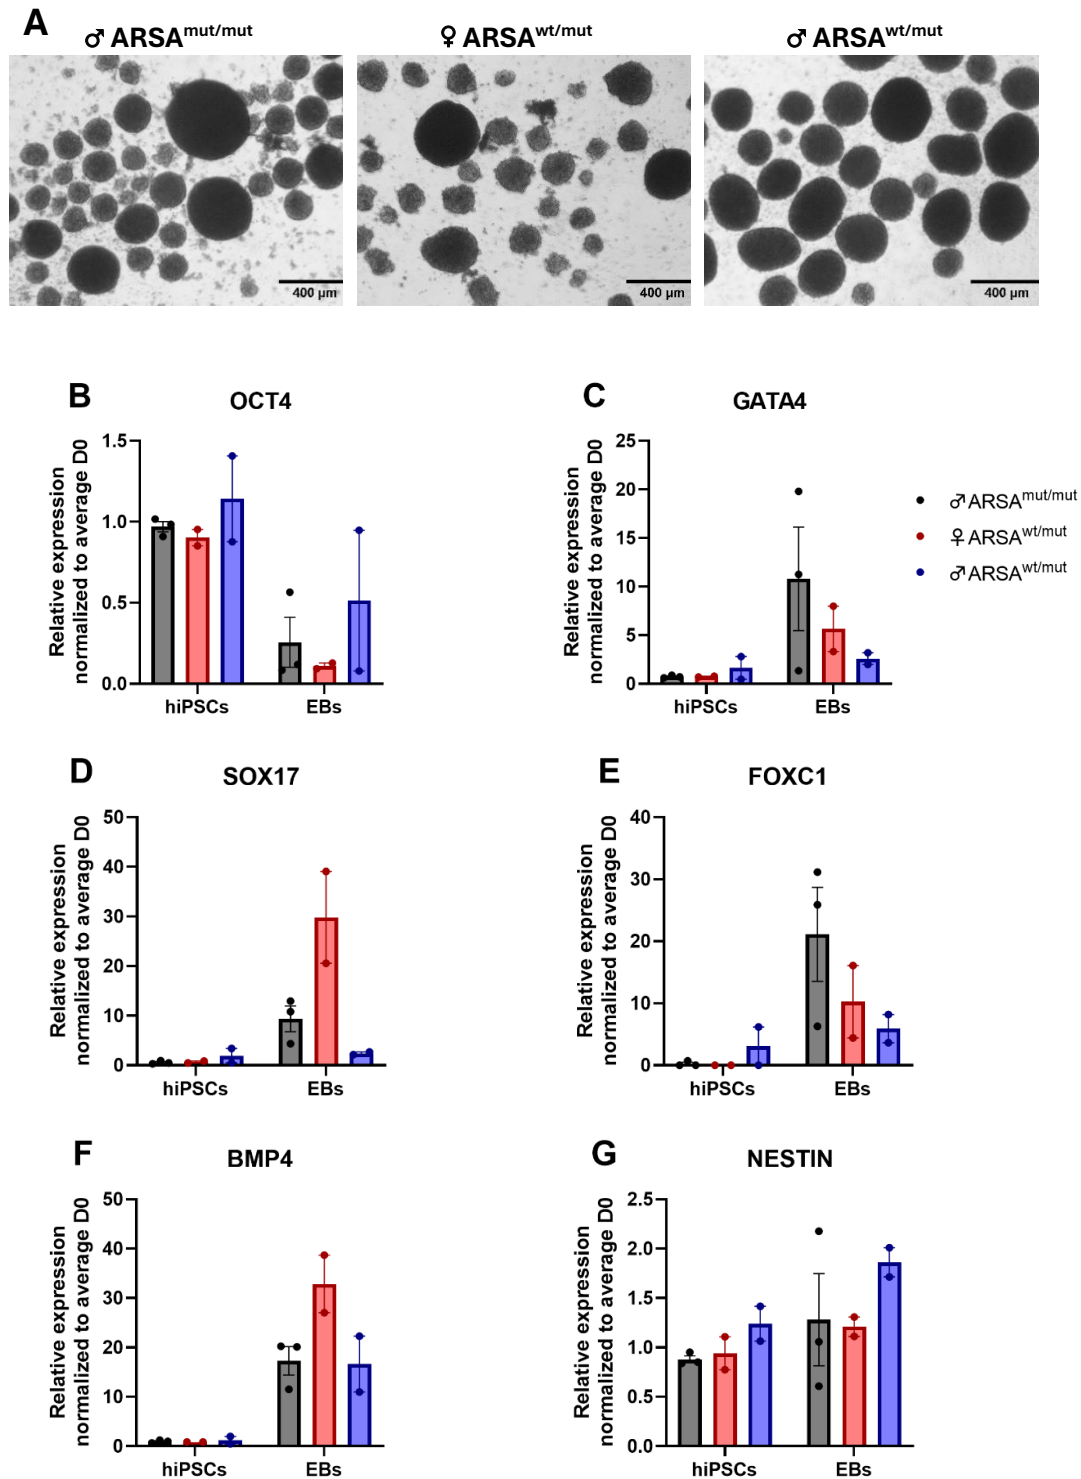 A
♂ ARSAmut/mut
♀ ARSAwt/mut
♂ ARSAwt/mut
400 µm
400 µm
400 µm
B
OCT4
Relative expression
normalized to average D0
1.5
1.0
0.5
0.0
hiPSCs
EBs
C
GATA4
Relative expression
normalized to average D0
25
20
15
10
5
0
hiPSCs
EBs
♂ARSAmut/mut
♀ARSAwt/mut
♂ARSAwt/mut
D
SOX17
Relative expression
normalized to average D0
50
40
30
20
10
0
hiPSCs
EBs
E
FOXC1
Relative expression
normalized to average D0
40
30
20
10
0
hiPSCs
EBs
F
BMP4
Relative expression
normalized to average D0
50
40
30
20
10
0
hiPSCs
EBs
G
NESTIN
Relative expression
normalized to average D0
2.5
2.0
1.5
1.0
0.5
0.0
hiPSCs
EBs